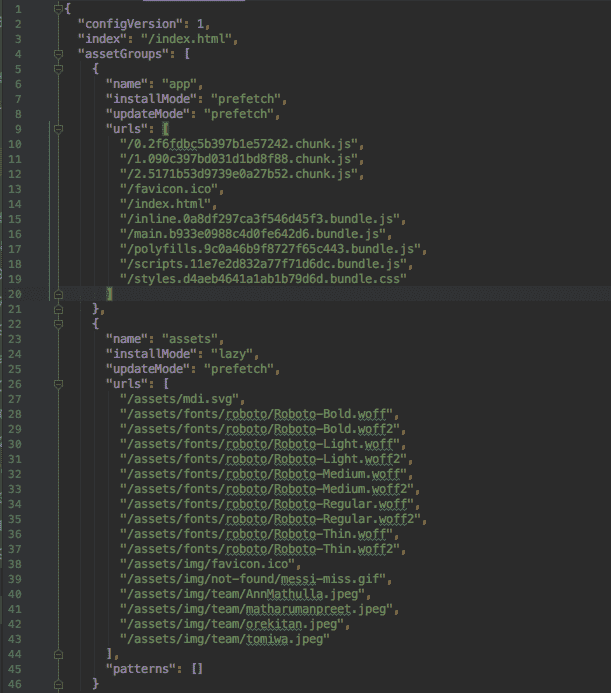 1 {
2 "configVersion": 1,
3 "index": "/index.html",
4 "assetGroups": [
5 {
6 "name": "app",
7 "installMode": "prefetch",
8 "updateMode": "prefetch",
9 "urls": [
10 "/0.2f6fdbc5b397b1e57242.chunk.js",
11 "/1.090c397bd031d1bd8f88.chunk.js",
12 "/2.5171b53d9739e0a27b52.chunk.js",
13 "/favicon.ico",
14 "/index.html",
15 "/inline.0a8df297ca3f546d45f3.bundle.js",
16 "/main.b933e0988c4d0fe642d6.bundle.js",
17 "/polyfills.9c0a46b9f8727f65c443.bundle.js",
18 "/scripts.11e7e2d832a77f71d6dc.bundle.js",
19 "/styles.d4aeb4641a1ab1b79d6d.bundle.css"
20 ]
21 },
22 {
23 "name": "assets",
24 "installMode": "lazy",
25 "updateMode": "prefetch",
26 "urls": [
27 "/assets/mdi.svg",
28 "/assets/fonts/roboto/Roboto-Bold.woff",
29 "/assets/fonts/roboto/Roboto-Bold.woff2",
30 "/assets/fonts/roboto/Roboto-Light.woff",
31 "/assets/fonts/roboto/Roboto-Light.woff2",
32 "/assets/fonts/roboto/Roboto-Medium.woff",
33 "/assets/fonts/roboto/Roboto-Medium.woff2",
34 "/assets/fonts/roboto/Roboto-Regular.woff",
35 "/assets/fonts/roboto/Roboto-Regular.woff2",
36 "/assets/fonts/roboto/Roboto-Thin.woff",
37 "/assets/fonts/roboto/Roboto-Thin.woff2",
38 "/assets/img/favicon.ico",
39 "/assets/img/not-found/messi-miss.gif",
40 "/assets/img/team/AnnMathulla.jpeg",
41 "/assets/img/team/matharumanpreet.jpeg",
42 "/assets/img/team/orekitan.jpeg",
43 "/assets/img/team/tomiwa.jpeg"
44 ],
45 "patterns": []
46 }